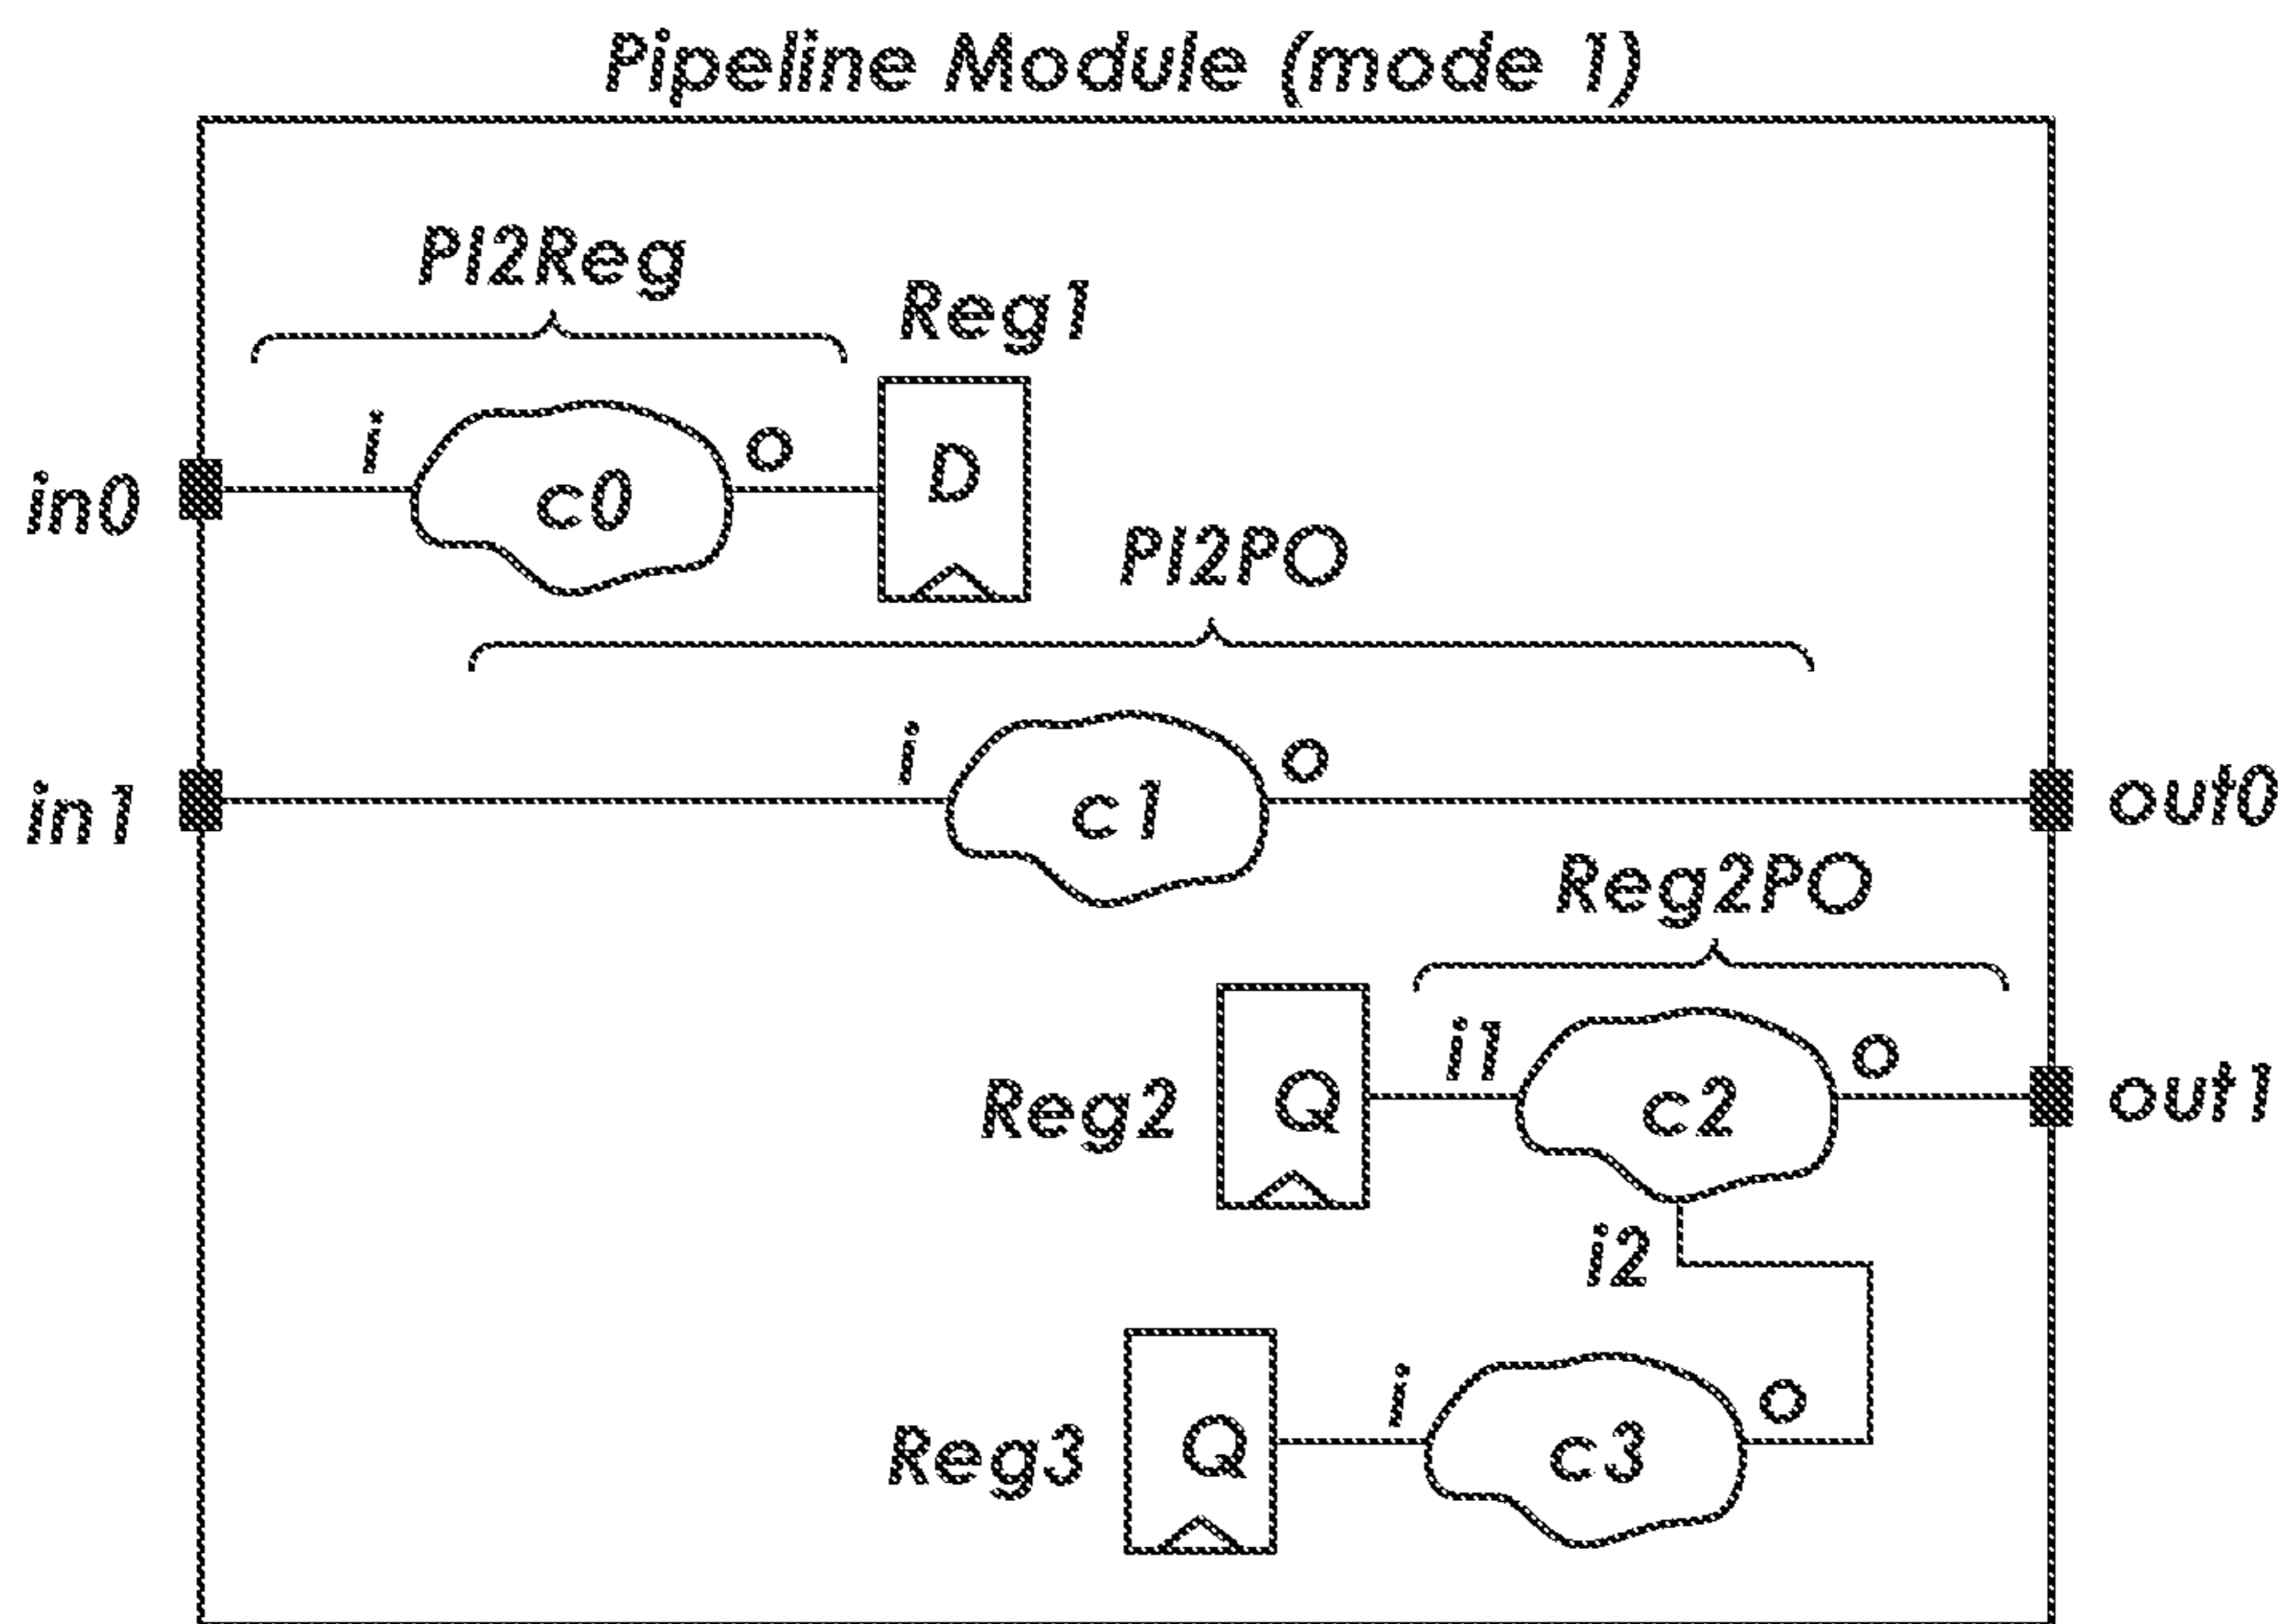 Pipeline Module (mode 1)
PI2Reg
Reg1
i
o
in0
c0
D
PI2PO
i
o
in1
c1
out0
Reg2PO
i1
o
Reg2
Q
c2
out1
i2
i
o
Reg3
Q
c3